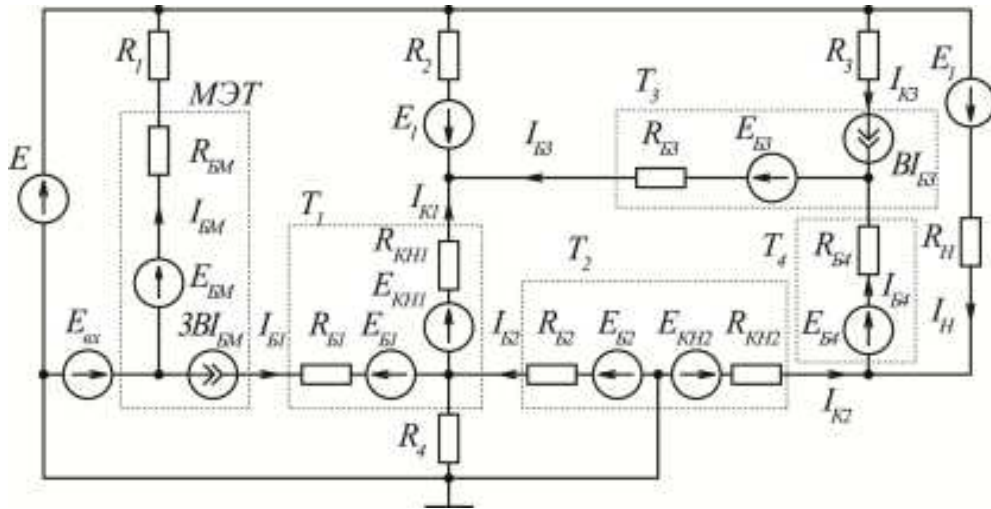 R1
R2
R3
E1
МЭТ
T3
IК3
RБМ
E1
IБ3
RБ3
EБ3
BIБ3
E
IБМ
IК1
T1
RКН1
T2
T4
RБ4
RН
EБМ
EКН1
IБ4
Eвх
3BIБМ
IБ1
RБ1
EБ1
IБ2
RБ2
EБ2
EКН2
RКН2
EБ4
IН
R4
IК2